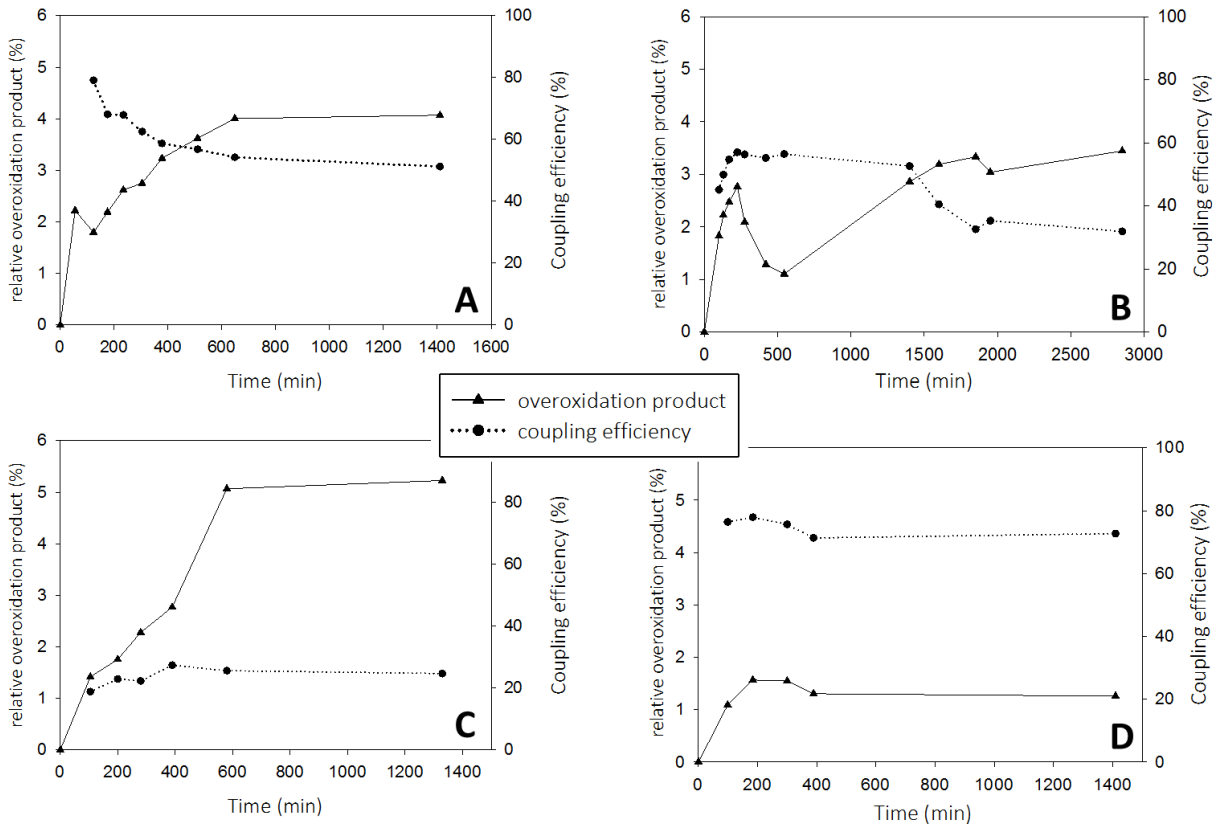 6
5
4
3
2
1
0
relative overoxidation product (%)
100
80
60
40
20
0
Coupling efficiency (%)
A
0 200 400 600 800 1000 1200 1400 1600
Time (min)
6
5
4
3
2
1
0
relative overoxidation product (%)
100
80
60
40
20
0
Coupling efficiency (%)
B
0 500 1000 1500 2000 2500 3000
Time (min)
overoxidation product
coupling efficiency
6
5
4
3
2
1
0
relative overoxidation product (%)
80
60
40
20
0
Coupling efficiency (%)
C
0 200 400 600 800 1000 1200 1400
Time (min)
5
4
3
2
1
0
relative overoxidation product (%)
100
80
60
40
20
0
Coupling efficiency (%)
D
0 200 400 600 800 1000 1200 1400
Time (min)